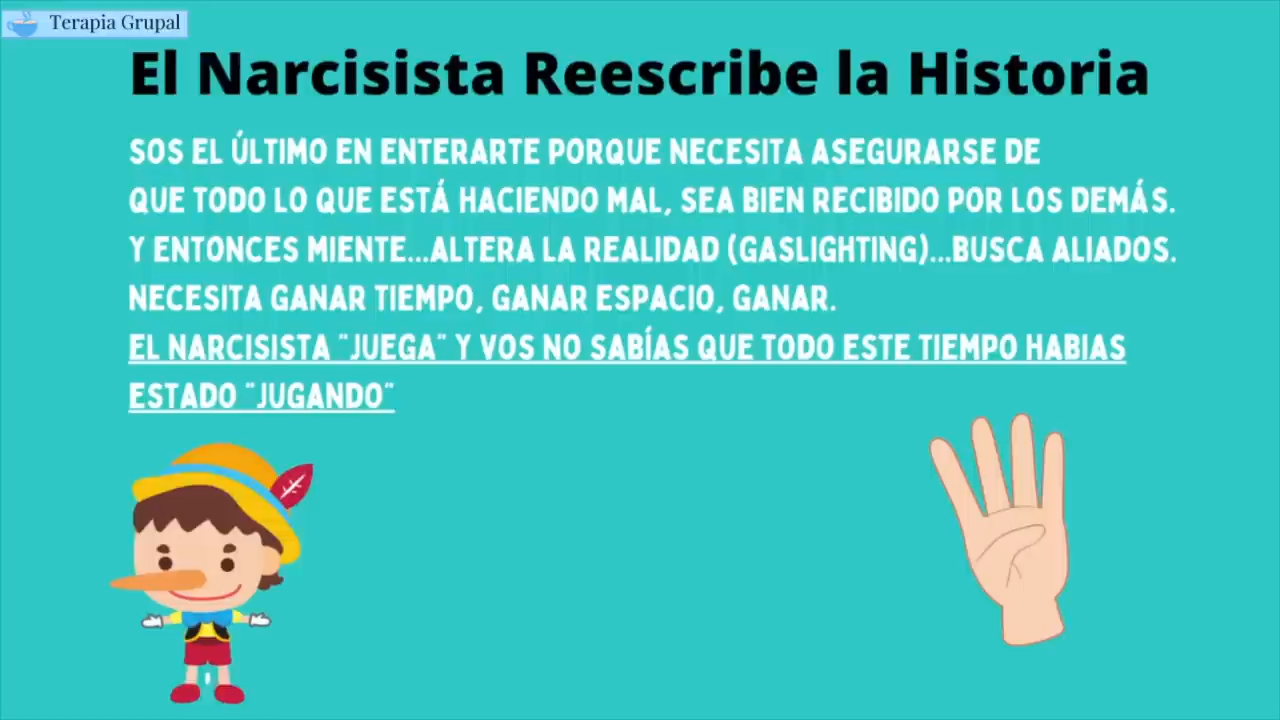 Terapia Grupal
El Narcisista Reescribe la Historia
SOS EL ÚLTIMO EN ENTERARTE PORQUE NECESITA ASEGURARSE DE
QUE TODO LO QUE ESTÁ HACIENDO MAL, SEA BIEN RECIBIDO POR LOS DEMÁS.
Y ENTONCES MIENTE...ALTERA LA REALIDAD (GASLIGHTING)...BUSCA ALIADOS.
NECESITA GANAR TIEMPO, GANAR ESPACIO, GANAR.
EL NARCISISTA "JUEGA" Y VOS NO SABÍAS QUE TODO ESTE TIEMPO HABIAS
ESTADO "JUGANDO"